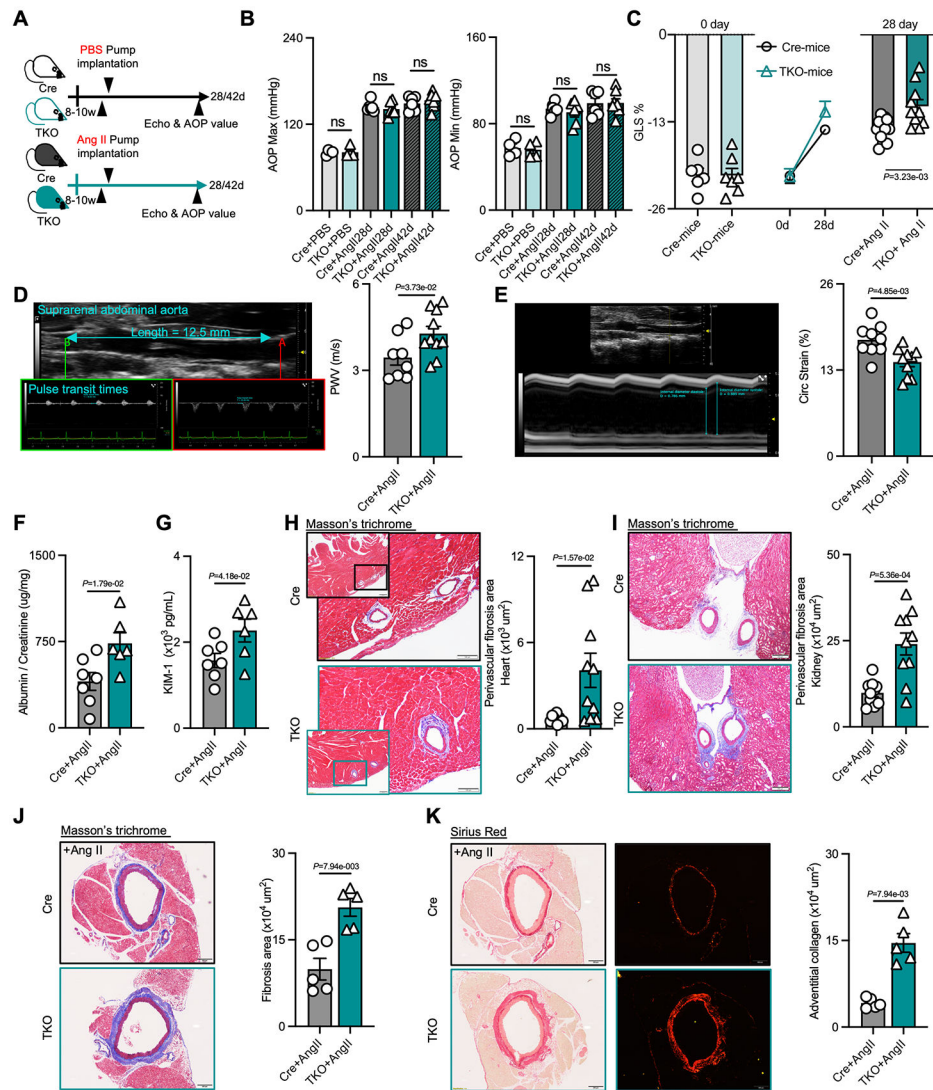 A
PBS Pump
implantation
Cre
TKO
8-10w
28/42d
Echo & AOP value
Ang II Pump
implantation
Cre
TKO
8-10w
28/42d
Echo & AOP value
B
AOP Max (mmHg)
240
120
0
ns
ns
ns
Cre+PBS
TKO+PBS
Cre+AngII28d
TKO+AngII28d
Cre+AngII42d
TKO+AngII42d
AOP Min (mmHg)
160
80
0
ns
ns
ns
Cre+PBS
TKO+PBS
Cre+AngII28d
TKO+AngII28d
Cre+AngII42d
TKO+AngII42d
C
0 day
28 day
Cre-mice
TKO-mice
GLS %
0
-13
-26
P=3.23e-03
Cre-mice
TKO-mice
0d
28d
Cre+Ang II
TKO+ Ang II
D
Suprarenal abdominal aorta
Length = 12.5 mm
Pulse transit times
PWV (m/s)
6
3
0
P=3.73e-02
Cre+AngII
TKO+AngII
E
Circ Strain (%)
26
13
0
P=4.85e-03
Cre+AngII
TKO+AngII
F
Albumin / Creatinine (ug/mg)
1500
750
0
P=1.79e-02
Cre+AngII
TKO+AngII
G
KIM-1 (x10³ pg/mL)
4
2
0
P=4.18e-02
Cre+AngII
TKO+AngII
H
Masson's trichrome
Cre
TKO
Perivascular fibrosis area
Heart (x10³ um²)
12
6
0
P=1.57e-02
Cre+AngII
TKO+AngII
I
Masson's trichrome
Cre
TKO
Perivascular fibrosis area
Kidney (x10⁴ um²)
50
25
0
P=5.36e-04
Cre+AngII
TKO+AngII
J
Masson's trichrome
+Ang II
Cre
TKO
Fibrosis area (x10⁴ um²)
30
15
0
P=7.94e-003
Cre+AngII
TKO+AngII
K
Sirius Red
+Ang II
Cre
TKO
Adventitial collagen (x10⁴ um²)
30
15
0
P=7.94e-03
Cre+AngII
TKO+AngII